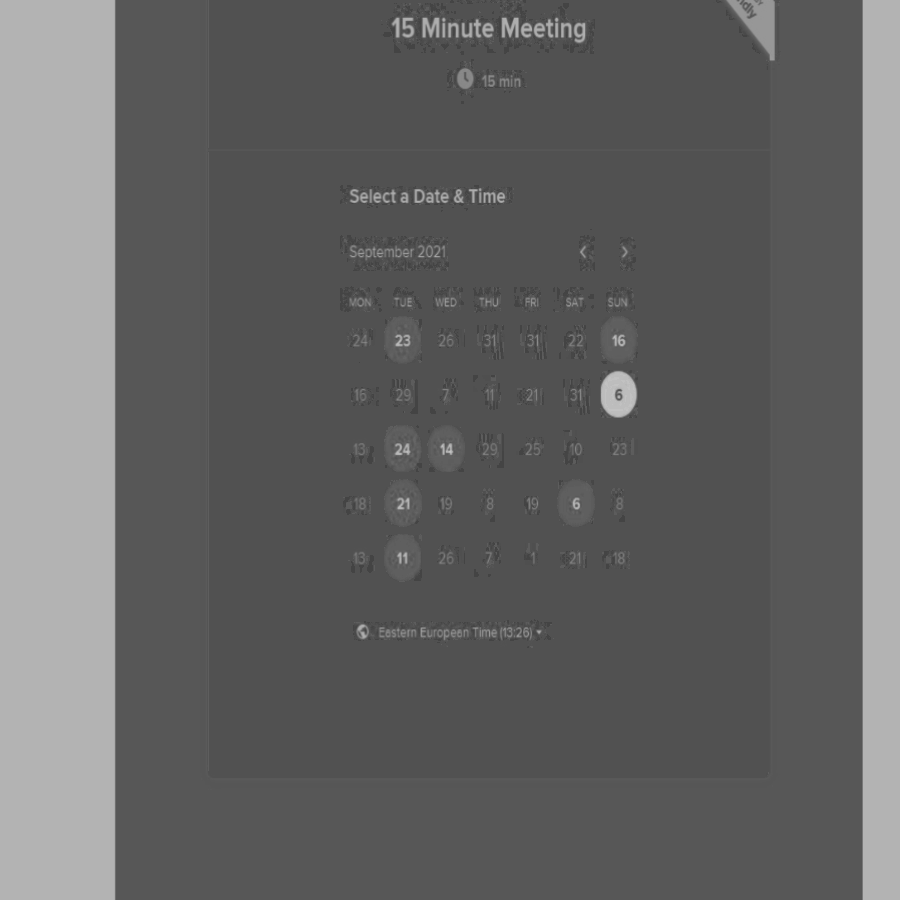 15 Minute Meeting
15 min
Select a Date & Time
September 2021
MON TUE WED THU FRI SAT SUN
24 23 26 31 31 22 16
16 29 7 11 21 31 6
13 24 14 29 25 10 23
18 21 19 8 19 6 8
13 11 26 7 1 21 18
Eastern European Time (13:26)